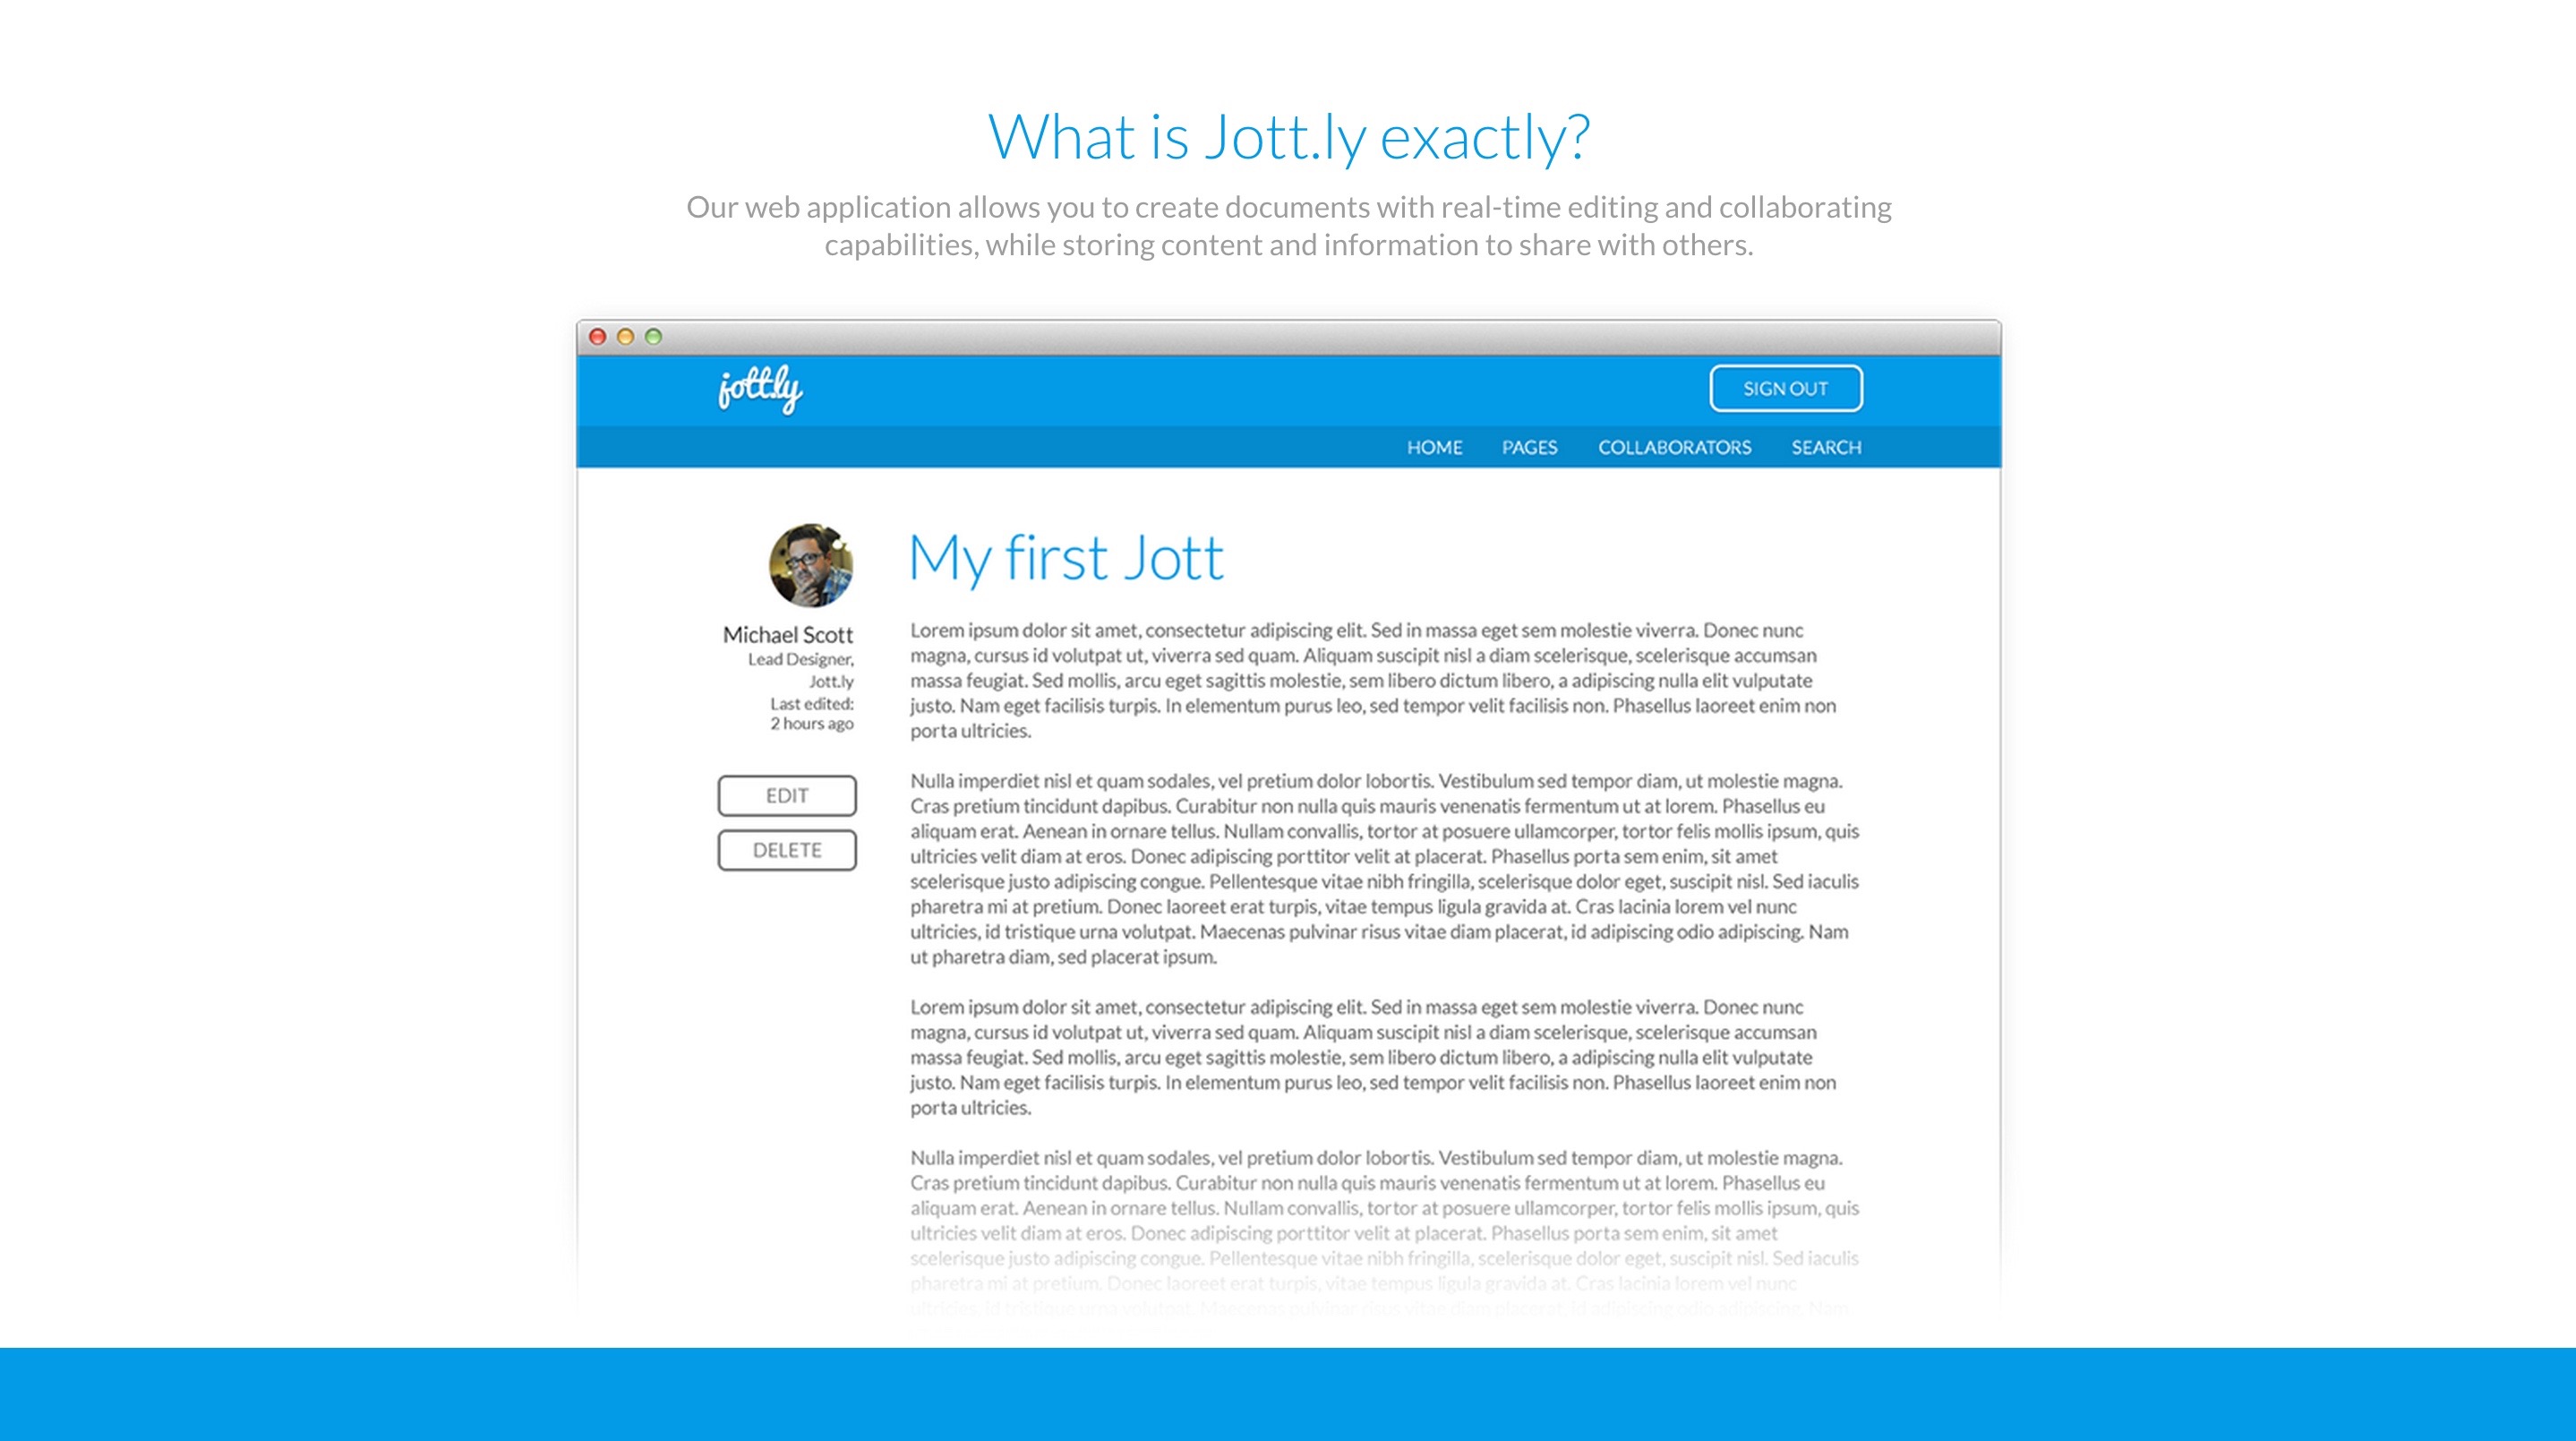 What is Jott.ly exactly?
Our web application allows you to create documents with real-time editing and collaborating
capabilities, while storing content and information to share with others.
jott.ly
SIGN OUT
HOME PAGES COLLABORATORS SEARCH
My first Jott
Michael Scott
Lead Designer,
Jott.ly
Last edited:
2 hours ago
EDIT
DELETE
Lorem ipsum dolor sit amet, consectetur adipiscing elit. Sed in massa eget sem molestie viverra. Donec nunc
magna, cursus id volutpat ut, viverra sed quam. Aliquam suscipit nisl a diam scelerisque, scelerisque accumsan
massa feugiat. Sed mollis, arcu eget sagittis molestie, sem libero dictum libero, a adipiscing nulla elit vulputate
justo. Nam eget facilisis turpis. In elementum purus leo, sed tempor velit facilisis non. Phasellus laoreet enim non
porta ultricies.
Nulla imperdiet nisl et quam sodales, vel pretium dolor lobortis. Vestibulum sed tempor diam, ut molestie magna.
Cras pretium tincidunt dapibus. Curabitur non nulla quis mauris venenatis fermentum ut at lorem. Phasellus eu
aliquam erat. Aenean in ornare tellus. Nullam convallis, tortor at posuere ullamcorper, tortor felis mollis ipsum, quis
ultricies velit diam at eros. Donec adipiscing porttitor velit at placerat. Phasellus porta sem enim, sit amet
scelerisque justo adipiscing congue. Pellentesque vitae nibh fringilla, scelerisque dolor eget, suscipit nisl. Sed iaculis
pharetra mi at pretium. Donec laoreet erat turpis, vitae tempus ligula gravida at. Cras lacinia lorem vel nunc
ultricies, id tristique urna volutpat. Maecenas pulvinar risus vitae diam placerat, id adipiscing odio adipiscing. Nam
ut pharetra diam, sed placerat ipsum.
Lorem ipsum dolor sit amet, consectetur adipiscing elit. Sed in massa eget sem molestie viverra. Donec nunc
magna, cursus id volutpat ut, viverra sed quam. Aliquam suscipit nisl a diam scelerisque, scelerisque accumsan
massa feugiat. Sed mollis, arcu eget sagittis molestie, sem libero dictum libero, a adipiscing nulla elit vulputate
justo. Nam eget facilisis turpis. In elementum purus leo, sed tempor velit facilisis non. Phasellus laoreet enim non
porta ultricies.
Nulla imperdiet nisl et quam sodales, vel pretium dolor lobortis. Vestibulum sed tempor diam, ut molestie magna.
Cras pretium tincidunt dapibus. Curabitur non nulla quis mauris venenatis fermentum ut at lorem. Phasellus eu
aliquam erat. Aenean in ornare tellus. Nullam convallis, tortor at posuere ullamcorper, tortor felis mollis ipsum, quis
ultricies velit diam at eros. Donec adipiscing porttitor velit at placerat. Phasellus porta sem enim, sit amet
scelerisque justo adipiscing congue. Pellentesque vitae nibh fringilla, scelerisque dolor eget, suscipit nisl. Sed iaculis
pharetra mi at pretium. Donec laoreet erat turpis, vitae tempus ligula gravida at. Cras lacinia lorem vel nunc
ultricies, id tristique urna volutpat. Maecenas pulvinar risus vitae diam placerat, id adipiscing odio adipiscing. Nam